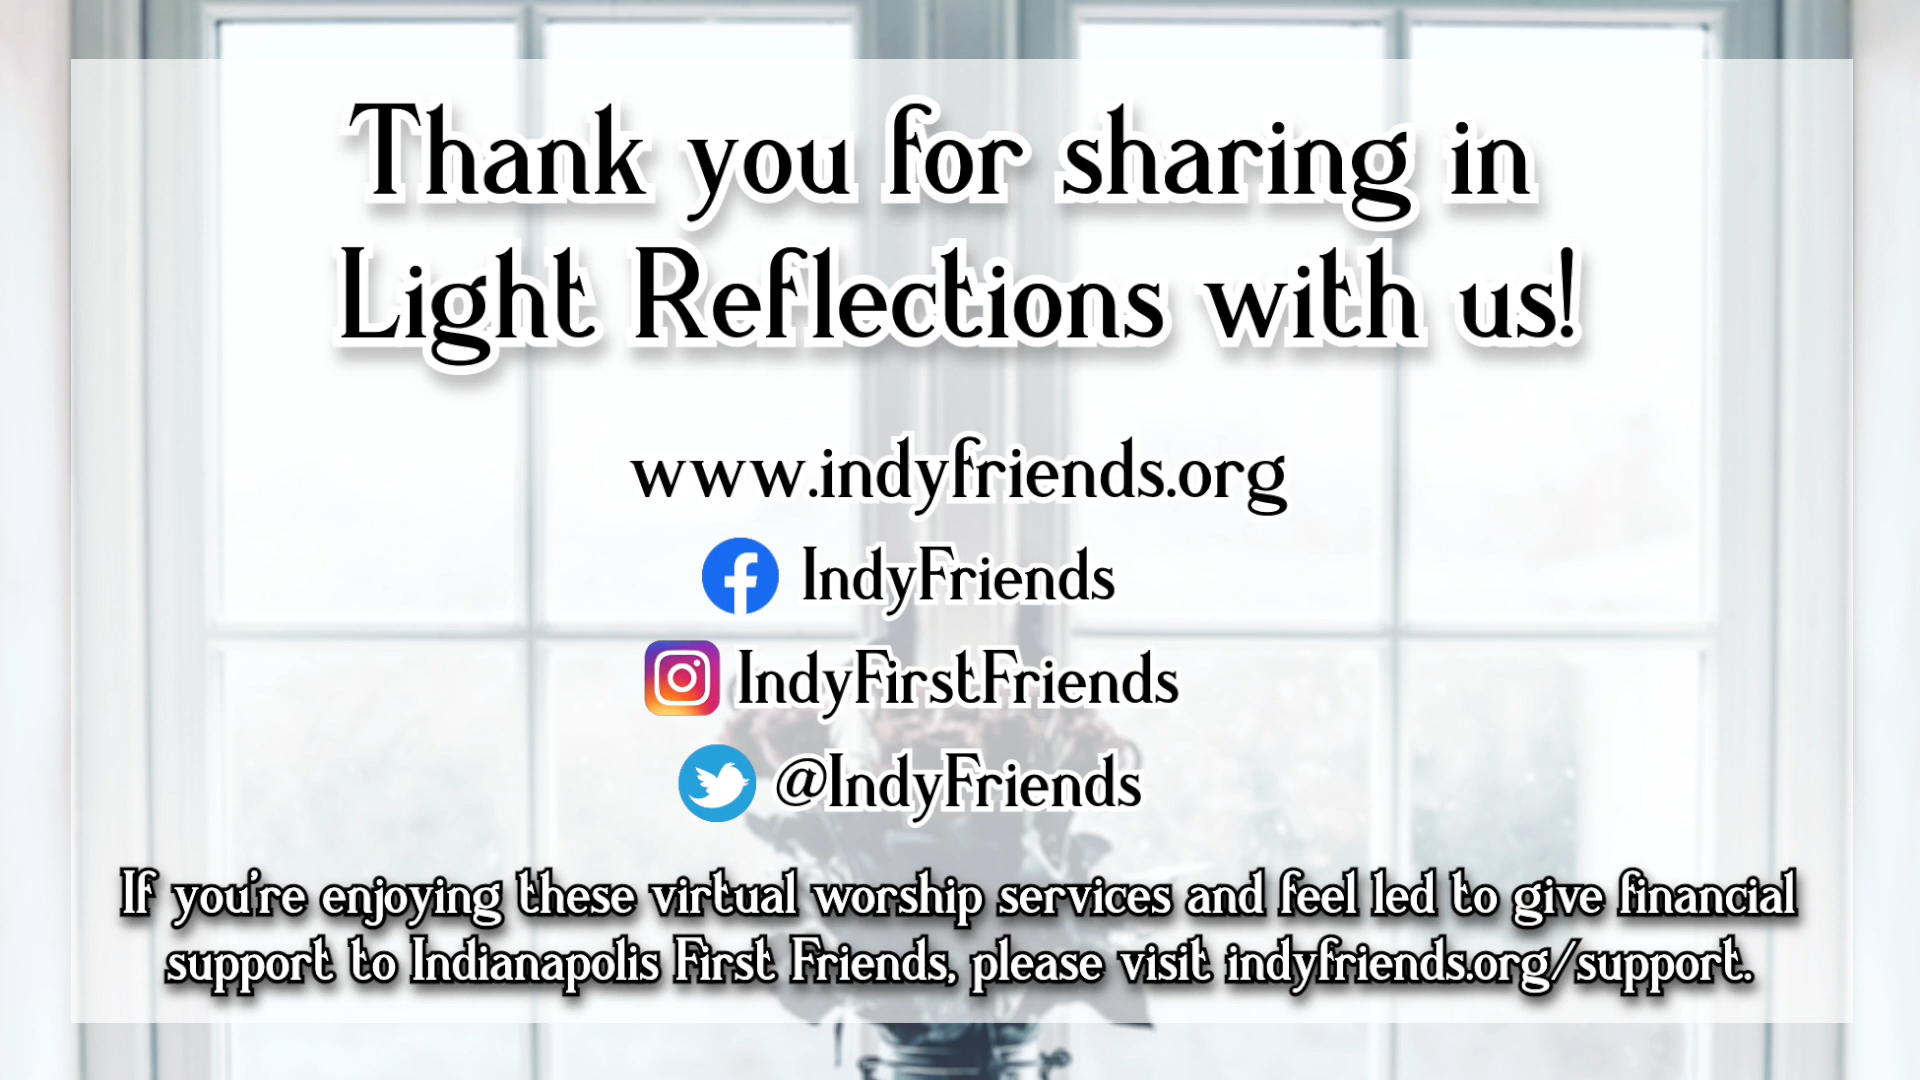 Thank you for sharing in
Light Reflections with us!
www.indyfriends.org
IndyFriends
IndyFirstFriends
@IndyFriends
If you're enjoying these virtual worship services and feel led to give financial
support to Indianapolis First Friends, please visit indyfriends.org/support.